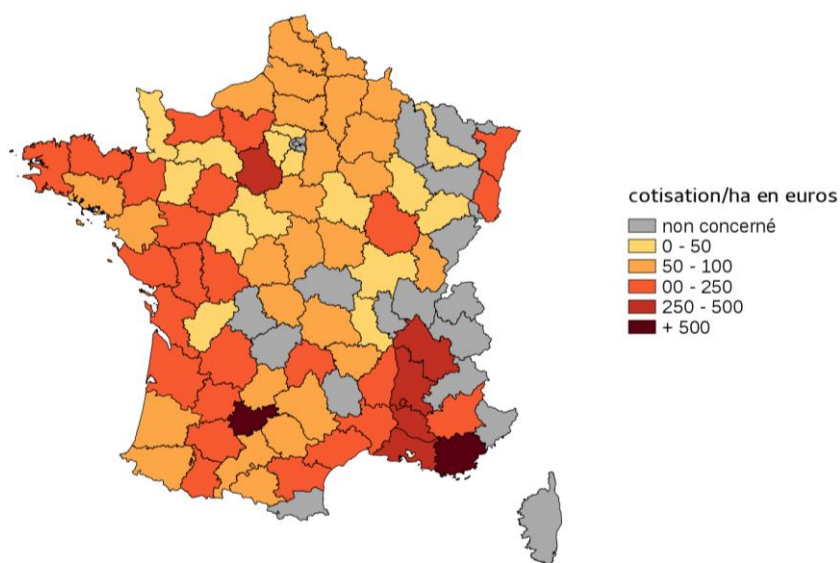 cotisation/ha en euros
non concerné
0 - 50
50 - 100
00 - 250
250 - 500
+ 500